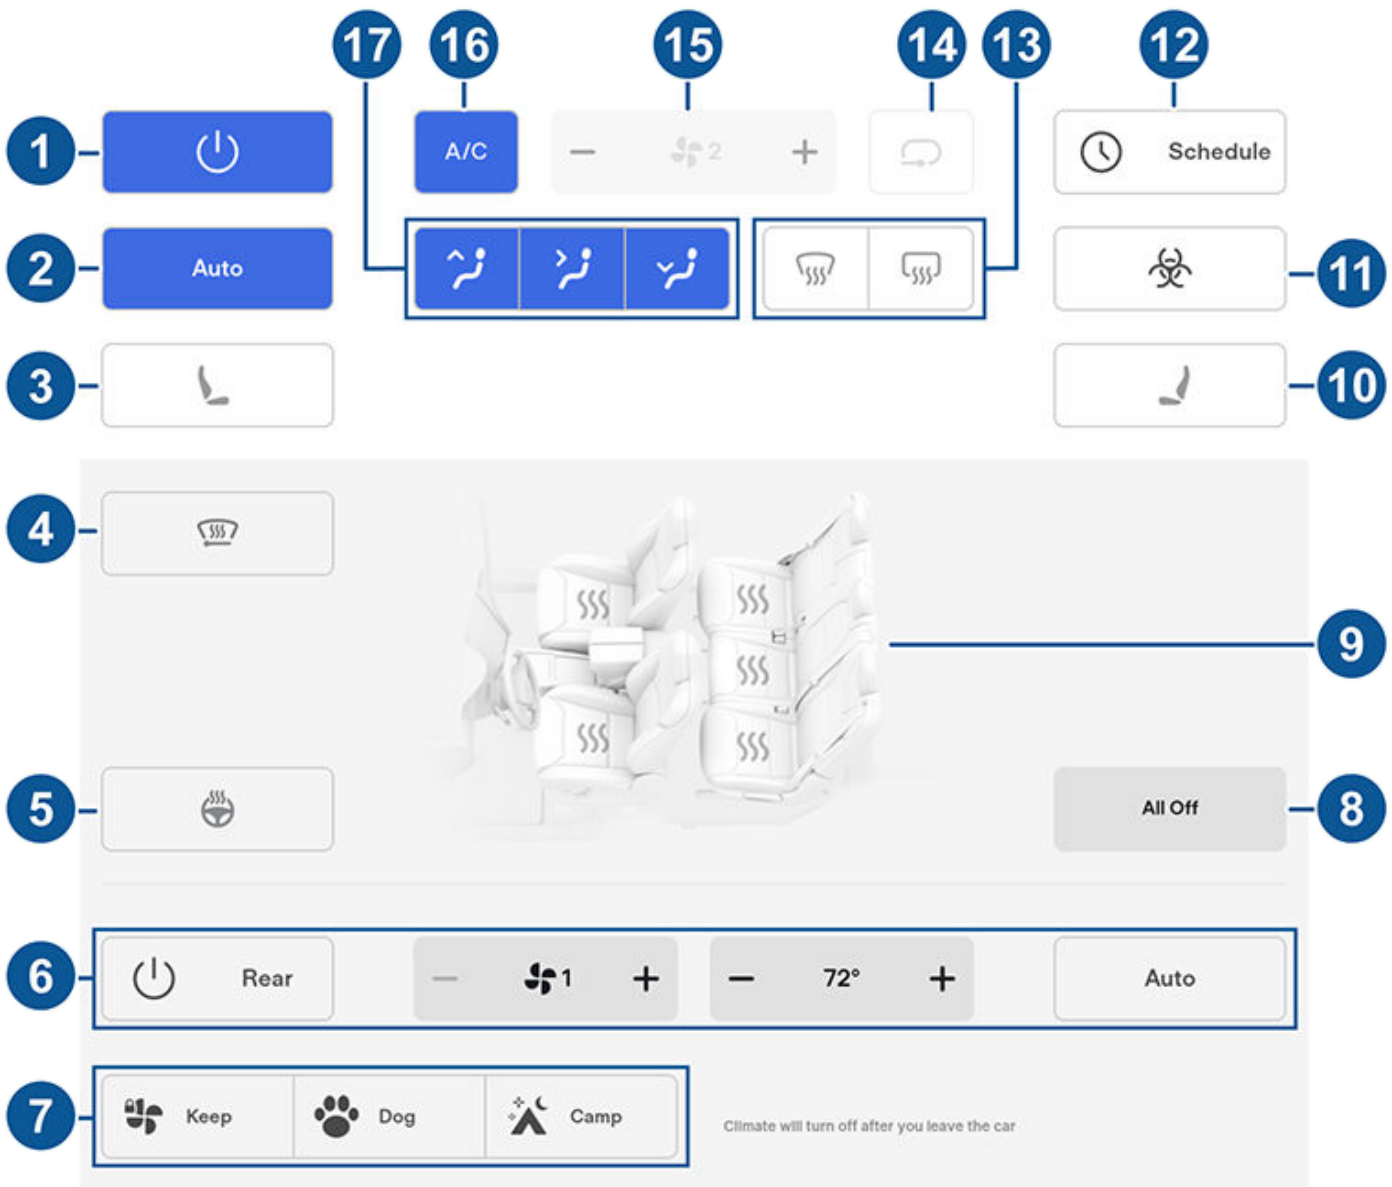 17 16 15 14 13 12
1 A/C 2 Schedule
2 Auto 11
3 10
4
9
5 All Off 8
6 Rear 1 72° Auto
7 Keep Dog Camp Climate will turn off after you leave the car